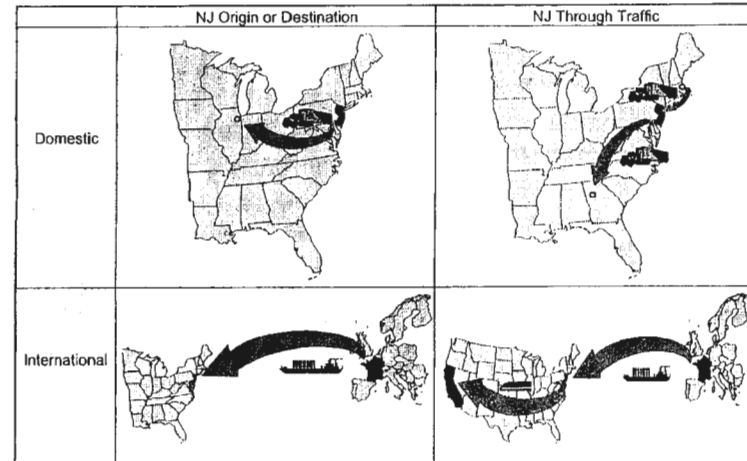 NJ Origin or Destination
NJ Through Traffic
Domestic
International